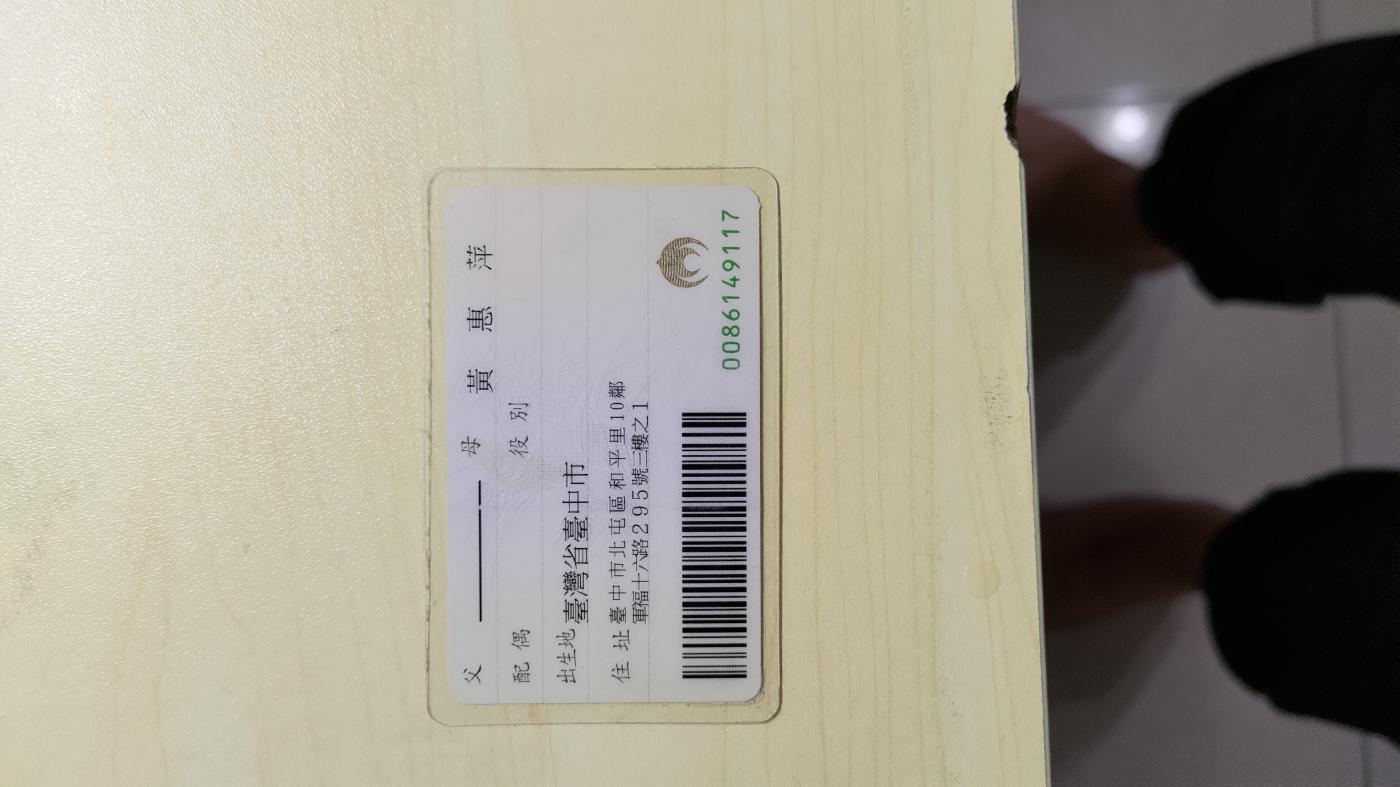 父 ——— — 母 黃惠萍
配偶 役別
出生地 臺灣省臺中市
住址 臺中市北屯區和平里10鄰
軍福十六路295號三樓之1
0086149117